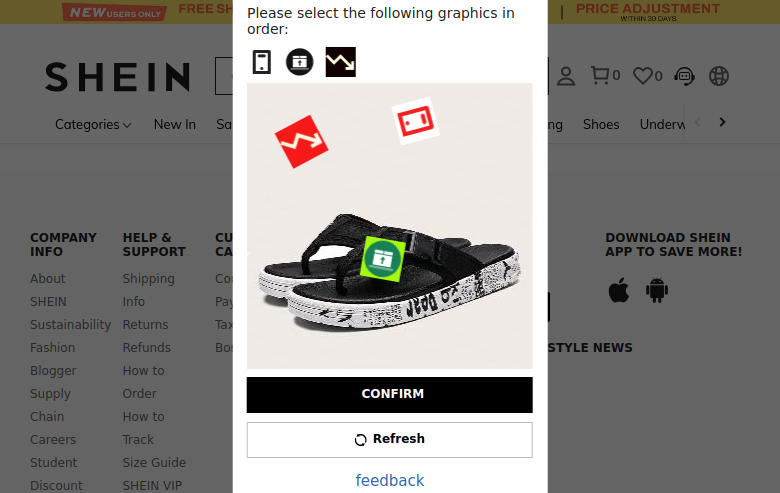 NEW USERS ONLY
FREE SH
PRICE ADJUSTMENT
WITHIN 30 DAYS
Please select the following graphics in
order:
SHEIN
0
0
Categories
New In
Sa
ng
Shoes
Underw
COMPANY
INFO
About
SHEIN
Sustainability
Fashion
Blogger
Supply
Chain
Careers
Student
Discount
HELP &
SUPPORT
Shipping
Info
Returns
Refunds
How to
Order
How to
Track
Size Guide
SHEIN VIP
CU
CA
Co
Pay
Tax
Bo
DOWNLOAD SHEIN
APP TO SAVE MORE!
STYLE NEWS
CONFIRM
Refresh
feedback